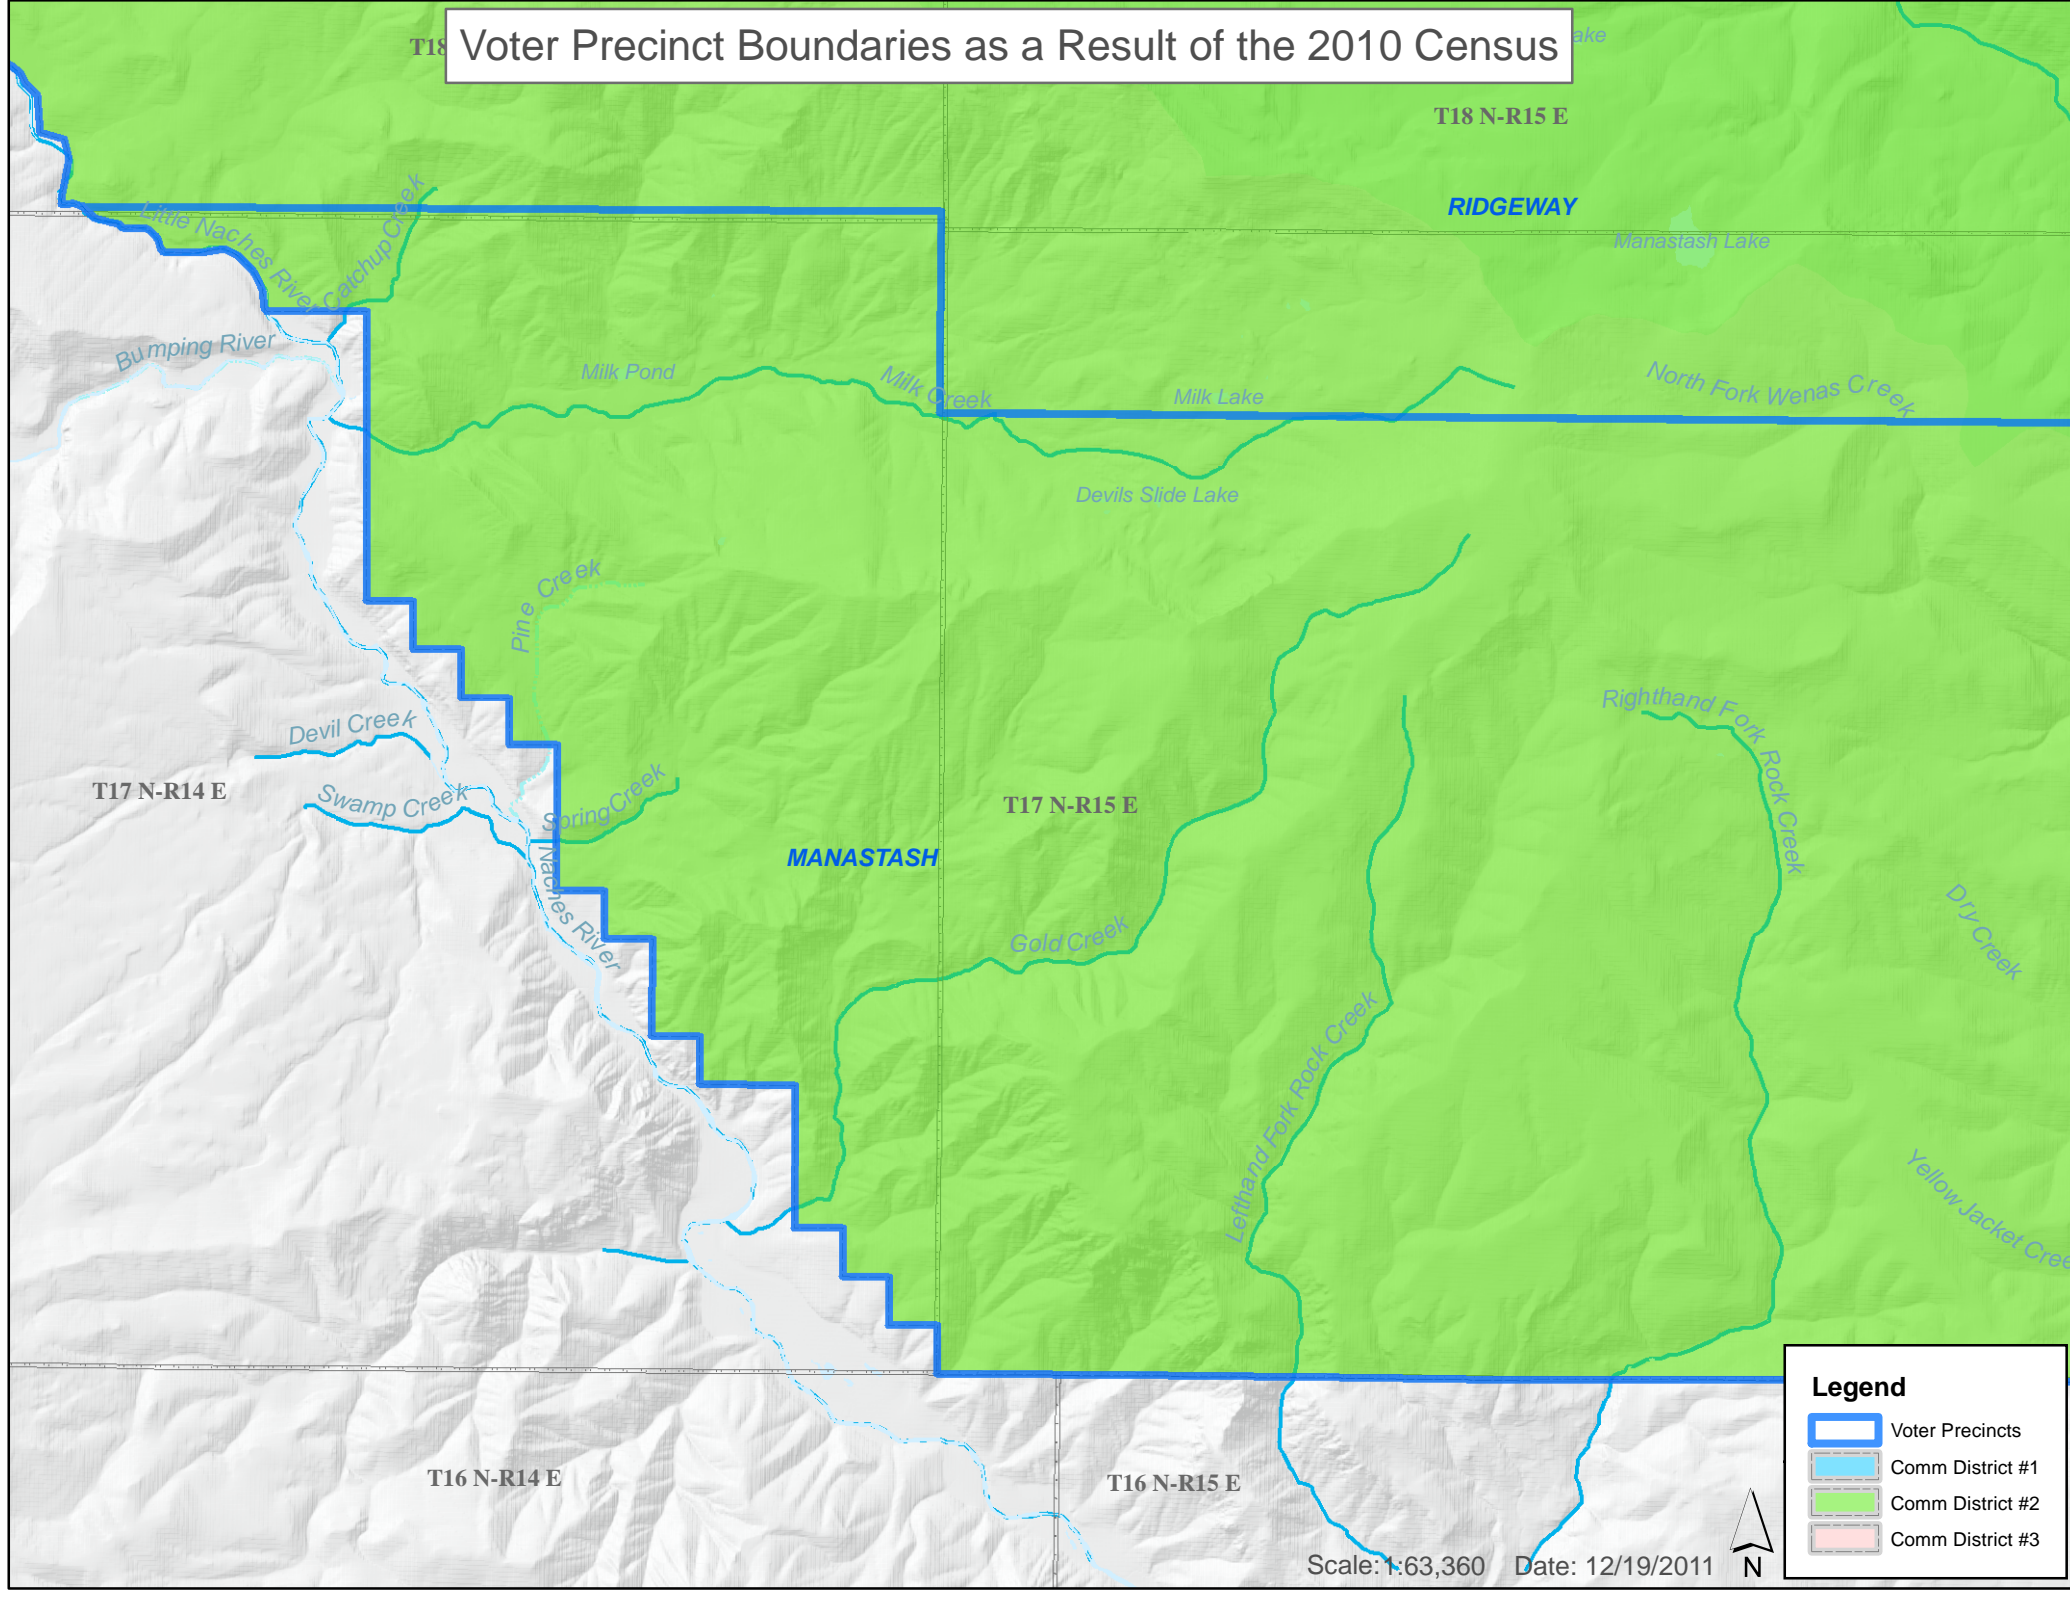 Voter Precinct Boundaries as a Result of the 2010 Census
T18
ake
T18 N-R15 E
RIDGEWAY
Manastash Lake
Little Naches River
Catchup Creek
Bumping River
Milk Pond
Milk Creek
Milk Lake
North Fork Wenas Creek
Devils Slide Lake
Pine Creek
Righthand Fork Rock Creek
Devil Creek
Swamp Creek
Spring Creek
T17 N-R14 E
T17 N-R15 E
MANASTASH
Naches River
Gold Creek
Dry Creek
Lefthand Fork Rock Creek
Yellow Jacket Cree
T16 N-R14 E
T16 N-R15 E
Legend
Voter Precincts
Comm District #1
Comm District #2
Comm District #3
Scale:1:63,360 Date: 12/19/2011
N